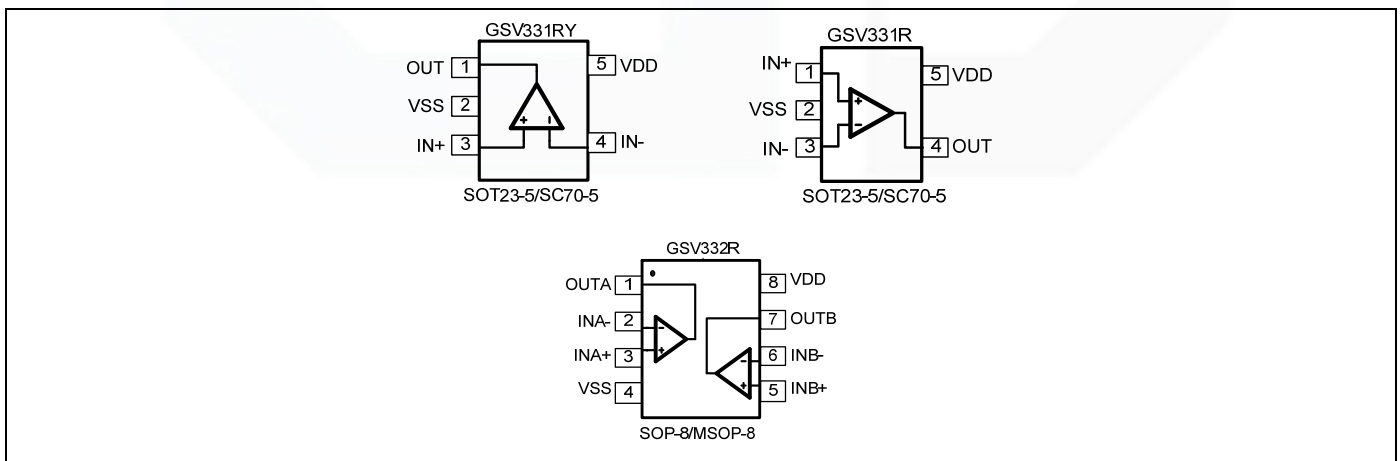 GSV331RY
OUT 1 5 VDD
VSS 2
IN+ 3 + - 4 IN-
SOT23-5/SC70-5
GSV331R
IN+ 1 5 VDD
VSS 2 +
-
IN- 3 4 OUT
SOT23-5/SC70-5
GSV332R
OUTA 1 8 VDD
INA- 2 - 7 OUTB
INA+ 3 + - 6 INB-
VSS 4 + 5 INB+
SOP-8/MSOP-8